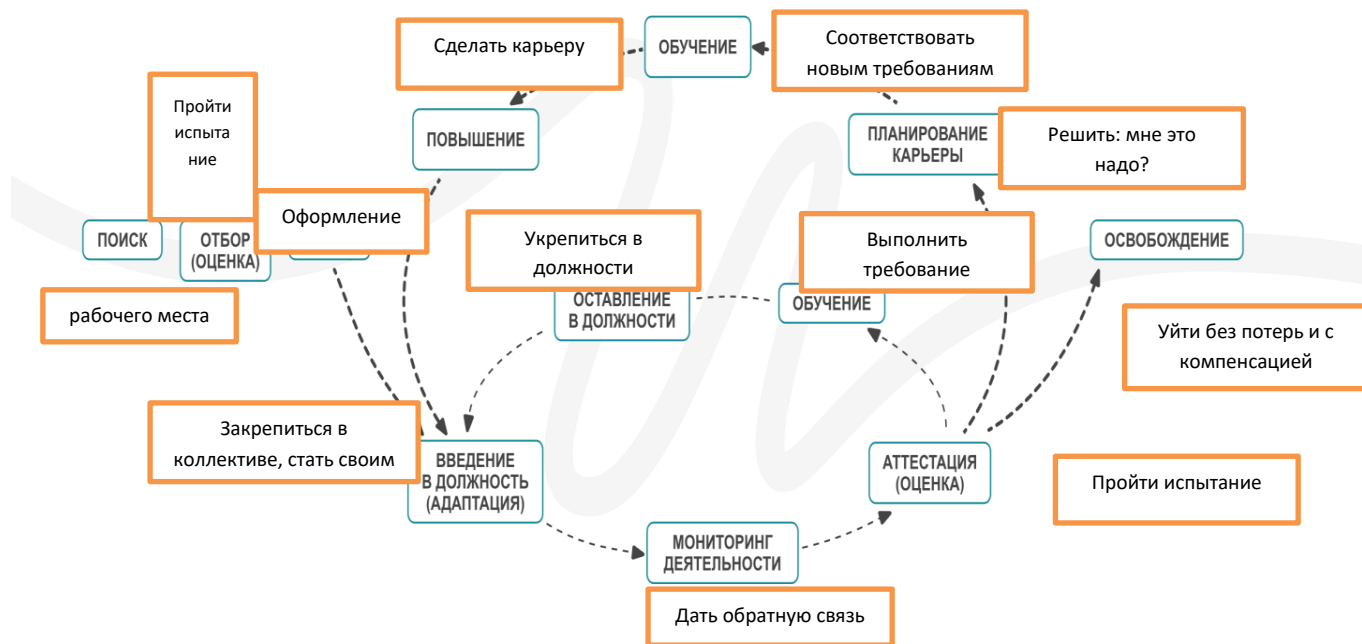 Сделать карьеру
ОБУЧЕНИЕ
Соответствовать
новым требованиям
Пройти
испыта
ние
ПОВЫШЕНИЕ
ПЛАНИРОВАНИЕ
КАРЬЕРЫ
Решить: мне это
надо?
Оформление
ПОИСК
ОТБОР
(ОЦЕНКА)
Укрепиться в
должности
Выполнить
требование
ОСВОБОЖДЕНИЕ
рабочего места
ОСТАВЛЕНИЕ
В ДОЛЖНОСТИ
ОБУЧЕНИЕ
Уйти без потерь и с
компенсацией
Закрепиться в
коллективе, стать своим
ВВЕДЕНИЕ
В ДОЛЖНОСТЬ
(АДАПТАЦИЯ)
АТТЕСТАЦИЯ
(ОЦЕНКА)
Пройти испытание
МОНИТОРИНГ
ДЕЯТЕЛЬНОСТИ
Дать обратную связь